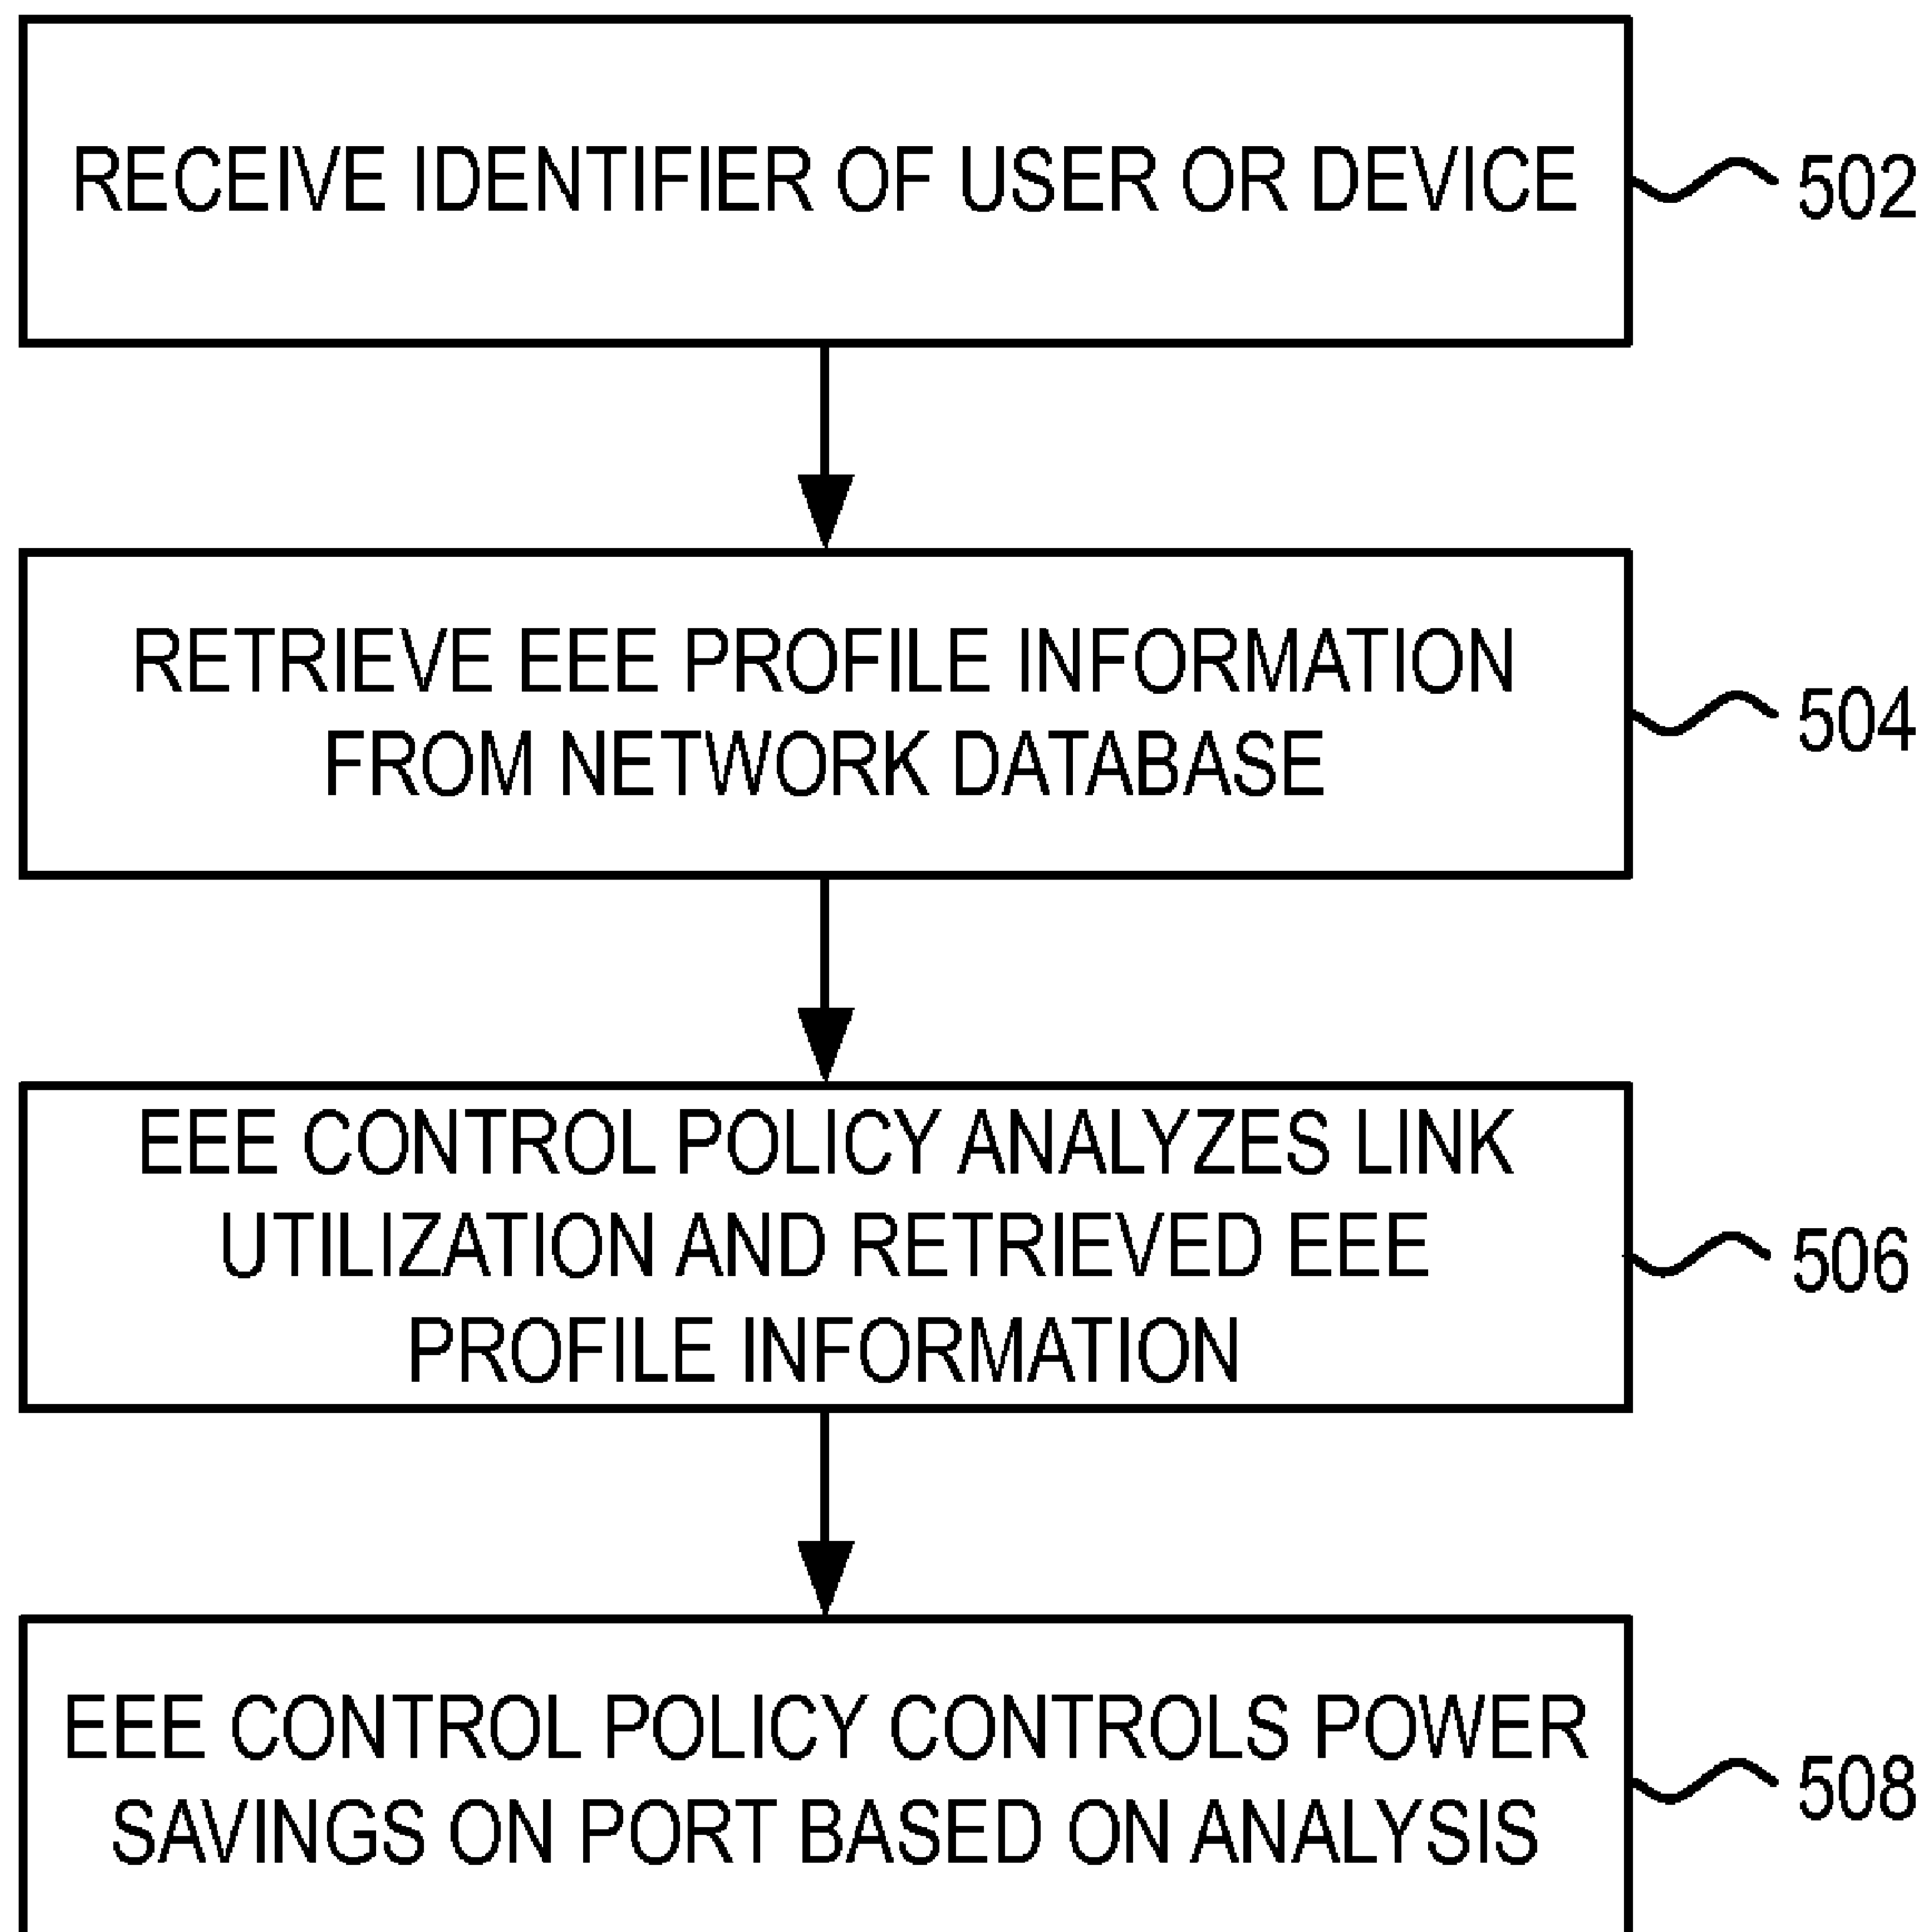 RECEIVE IDENTIFIER OF USER OR DEVICE
502
RETRIEVE EEE PROFILE INFORMATION
FROM NETWORK DATABASE
504
EEE CONTROL POLICY ANALYZES LINK
UTILIZATION AND RETRIEVED EEE
PROFILE INFORMATION
506
EEE CONTROL POLICY CONTROLS POWER
SAVINGS ON PORT BASED ON ANALYSIS
508